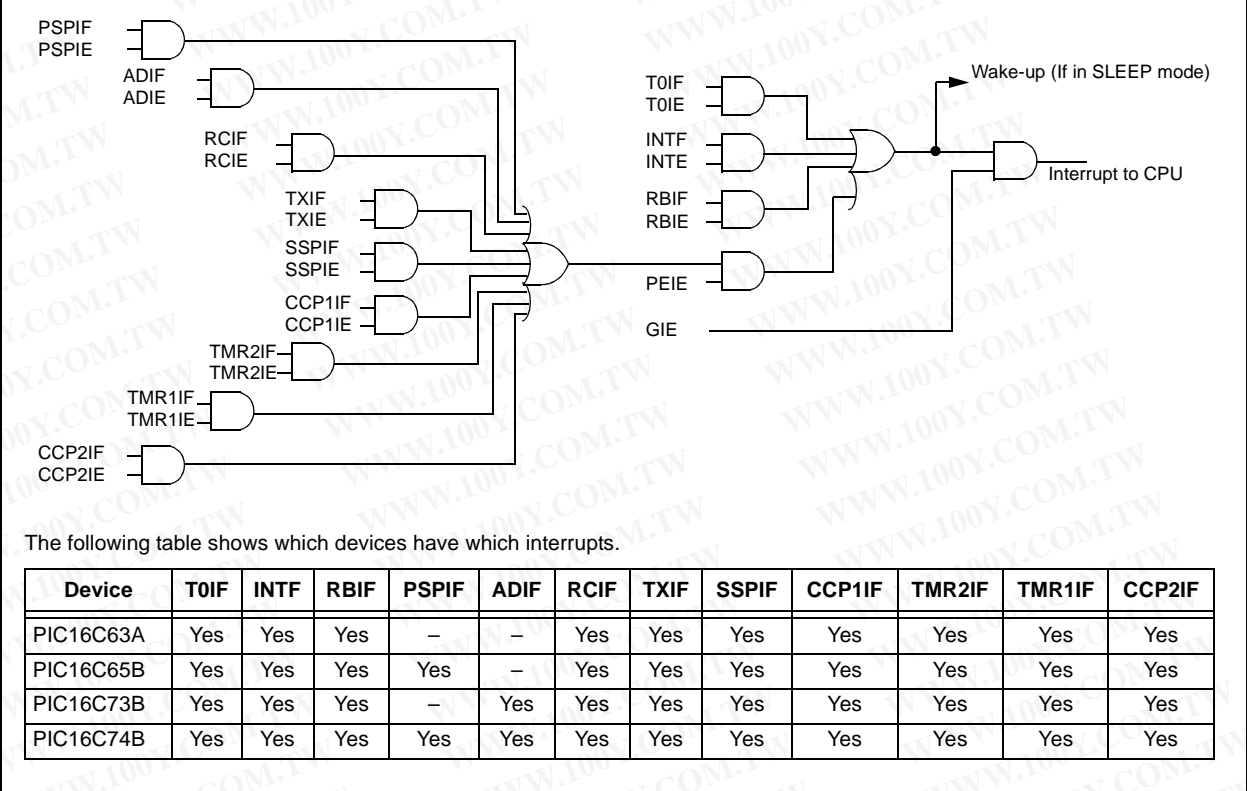 PSPIF
PSPIE
ADIF
ADIE
RCIF
RCIE
TXIF
TXIE
SSPIF
SSPIE
CCP1IF
CCP1IE
TMR2IF
TMR2IE
TMR1IF
TMR1IE
CCP2IF
CCP2IE
T0IF
T0IE
INTF
INTE
RBIF
RBIE
PEIE
GIE
Wake-up (If in SLEEP mode)
Interrupt to CPU
The following table shows which devices have which interrupts.
Device T0IF INTF RBIF PSPIF ADIF RCIF TXIF SSPIF CCP1IF TMR2IF TMR1IF CCP2IF
PIC16C63A Yes Yes Yes – – Yes Yes Yes Yes Yes Yes Yes
PIC16C65B Yes Yes Yes Yes – Yes Yes Yes Yes Yes Yes Yes
PIC16C73B Yes Yes Yes – Yes Yes Yes Yes Yes Yes Yes Yes
PIC16C74B Yes Yes Yes Yes Yes Yes Yes Yes Yes Yes Yes Yes
WWW.100Y.COM.TW